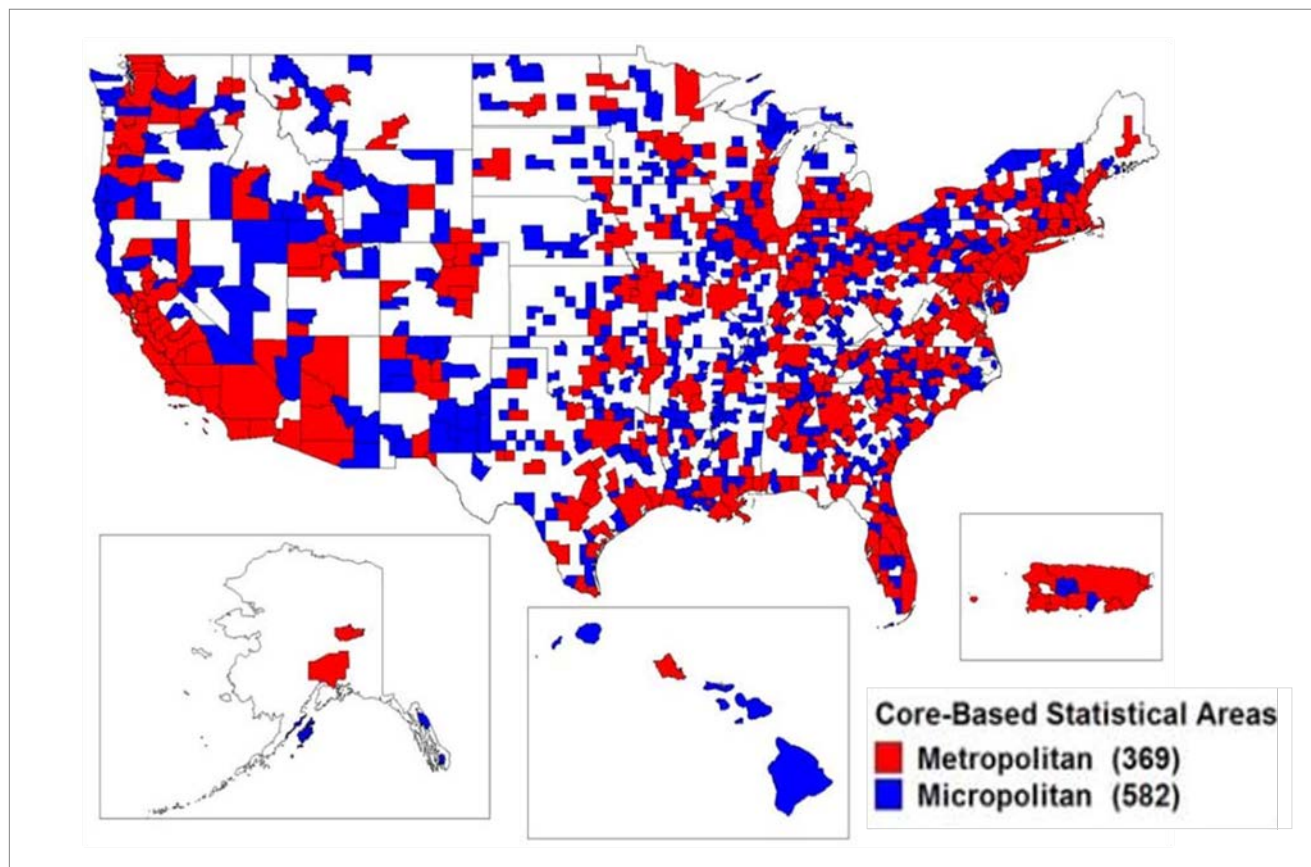 Core-Based Statistical Areas
Metropolitan (369)
Micropolitan (582)